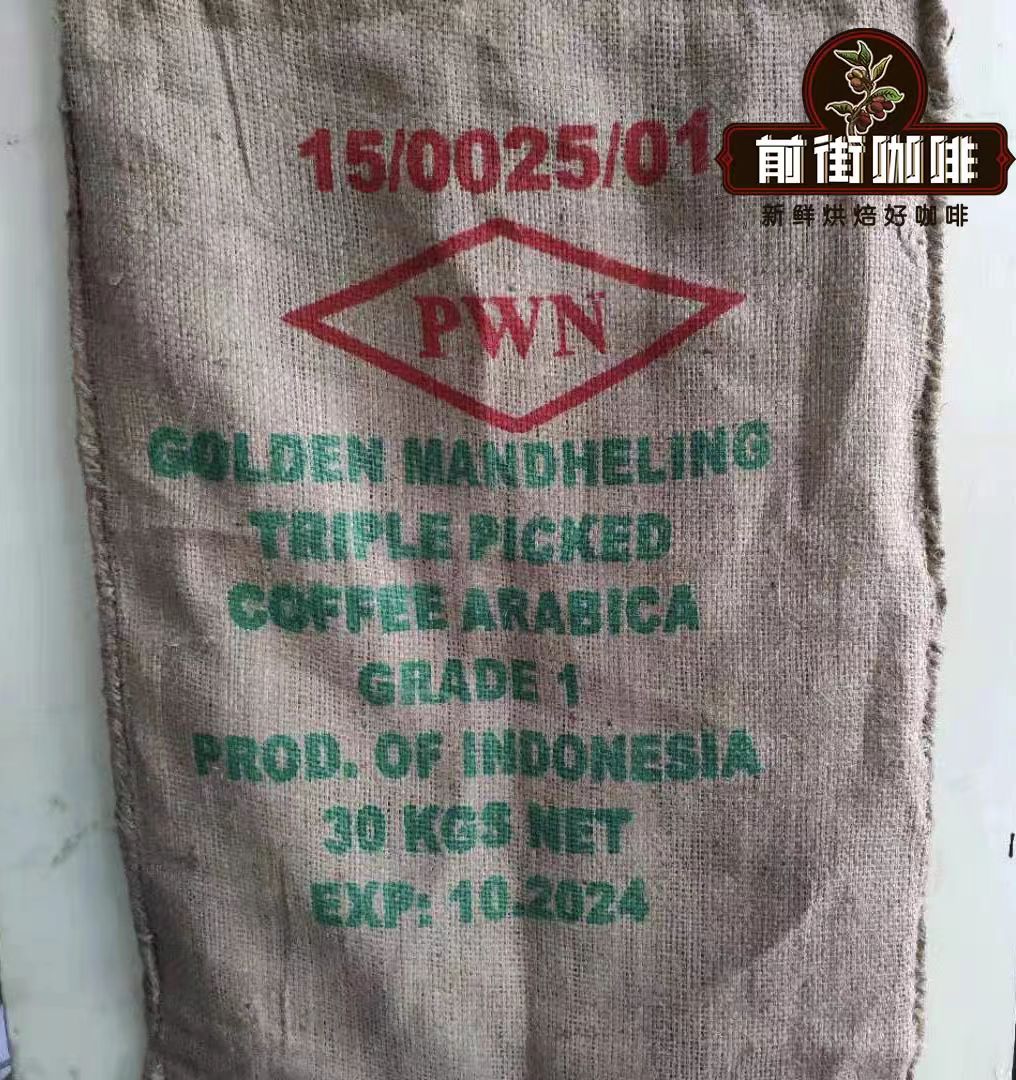 前街咖啡
新鲜烘焙好咖啡
15/0025/01
PWN
GOLDEN MANDHELING
TRIPLE PICKED
COFFEE ARABICA
GRADE 1
PROD. OF INDONESIA
30 KGS NET
EXP: 10.2024